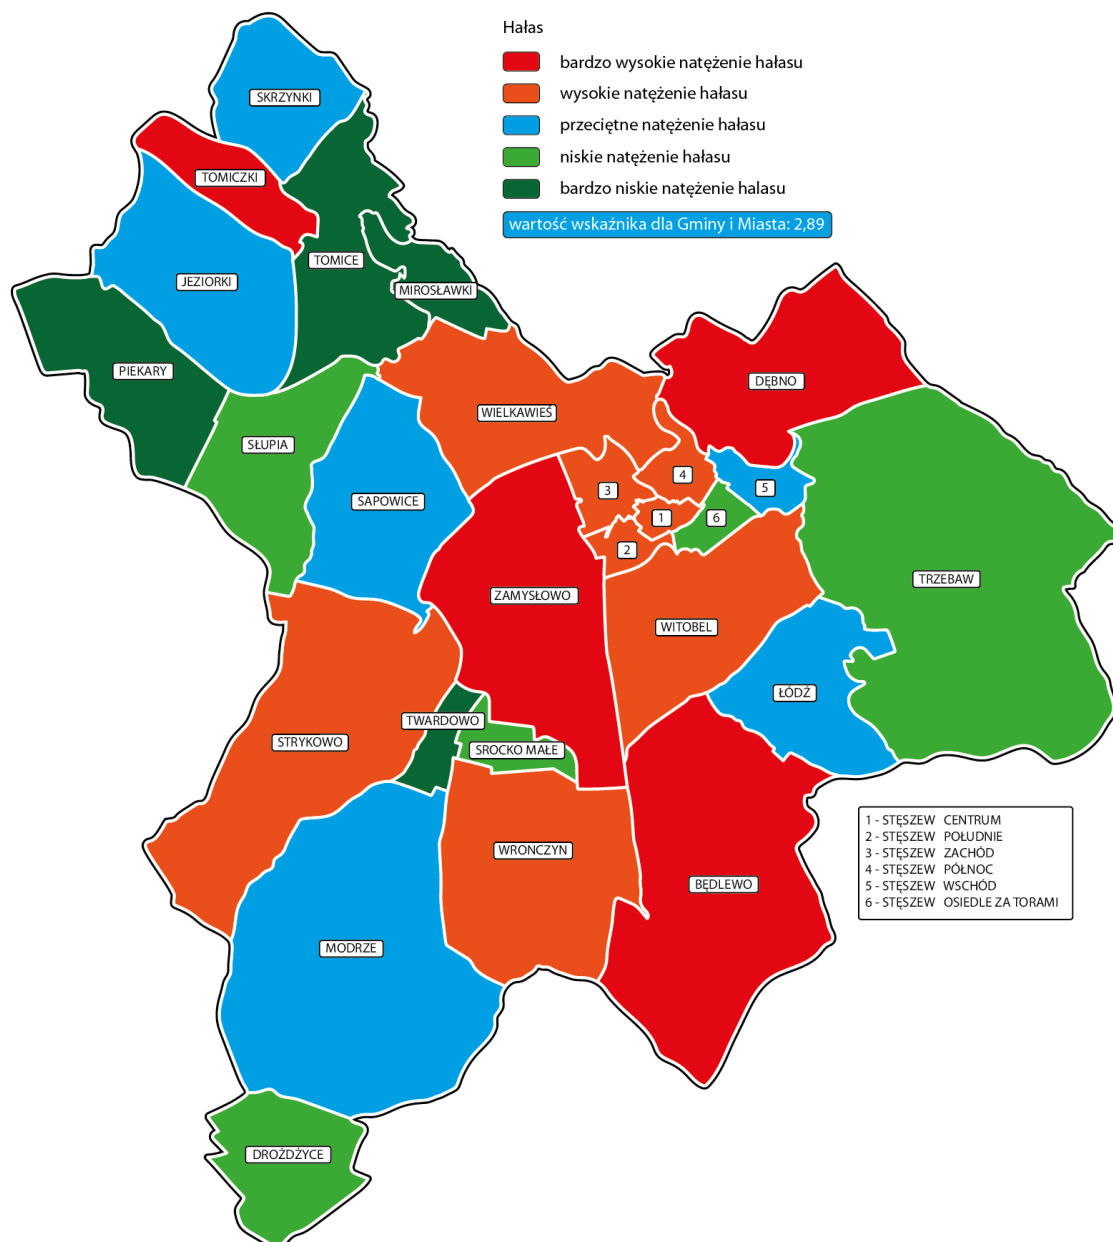 Hałas
bardzo wysokie natężenie hałasu
wysokie natężenie hałasu
przeciętne natężenie hałasu
niskie natężenie hałasu
bardzo niskie natężenie halasu
wartość wskaźnika dla Gminy i Miasta: 2,89
SKRZYNKI
TOMICZKI
TOMICE
JEZIORKI
MIROSŁAWKI
PIEKARY
DĘBNO
WIELKAWIEŚ
SŁUPIA
4
5
3
SAPOWICE
1
6
2
TRZEBAW
ZAMYSŁOWO
WITOBEL
ŁÓDŹ
TWARDOWO
STRYKOWO
SROCKO MAŁE
WRONCZYN
BĘDLEWO
MODRZE
DROŻDŻYCE
1 - STĘSZEW CENTRUM
2 - STĘSZEW POŁUDNIE
3 - STĘSZEW ZACHÓD
4 - STĘSZEW PÓŁNOC
5 - STĘSZEW WSCHÓD
6 - STĘSZEW OSIEDLE ZA TORAMI